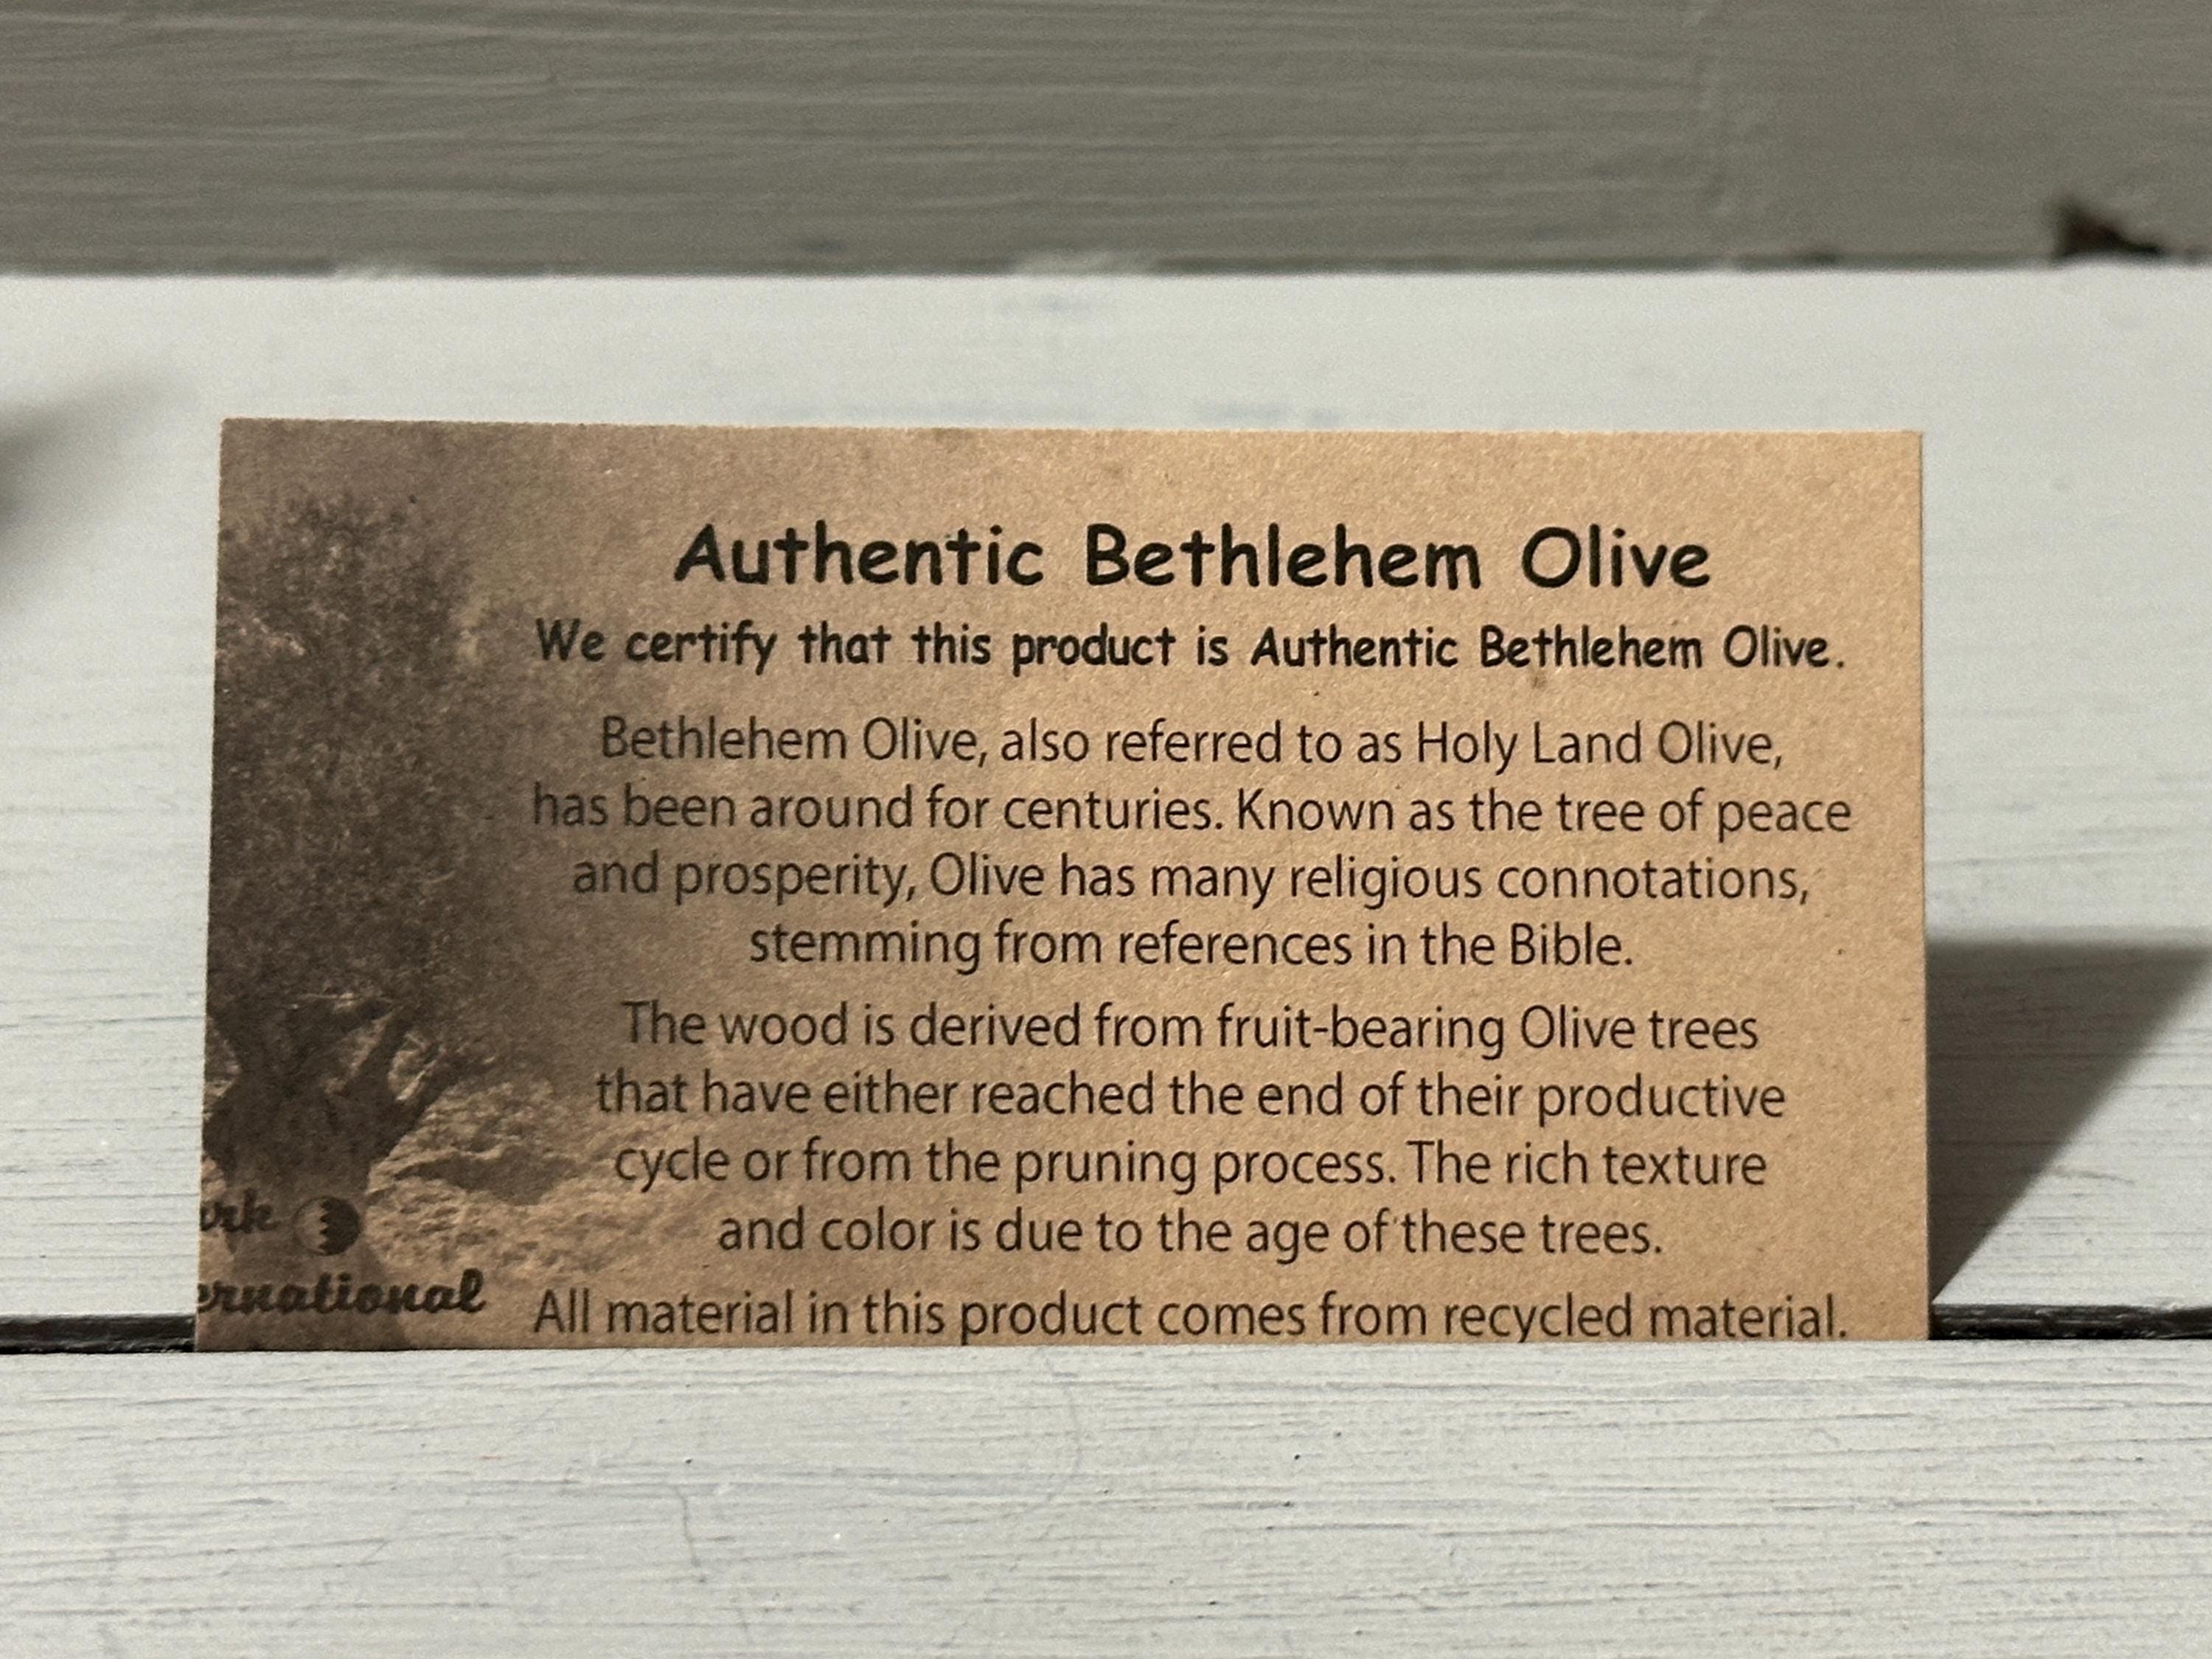 Authentic Bethlehem Olive
We certify that this product is Authentic Bethlehem Olive.
Bethlehem Olive, also referred to as Holy Land Olive,
has been around for centuries. Known as the tree of peace
and prosperity, Olive has many religious connotations,
stemming from references in the Bible.
The wood is derived from fruit-bearing Olive trees
that have either reached the end of their productive
cycle or from the pruning process. The rich texture
and color is due to the age of these trees.
ork
ernational
All material in this product comes from recycled material.